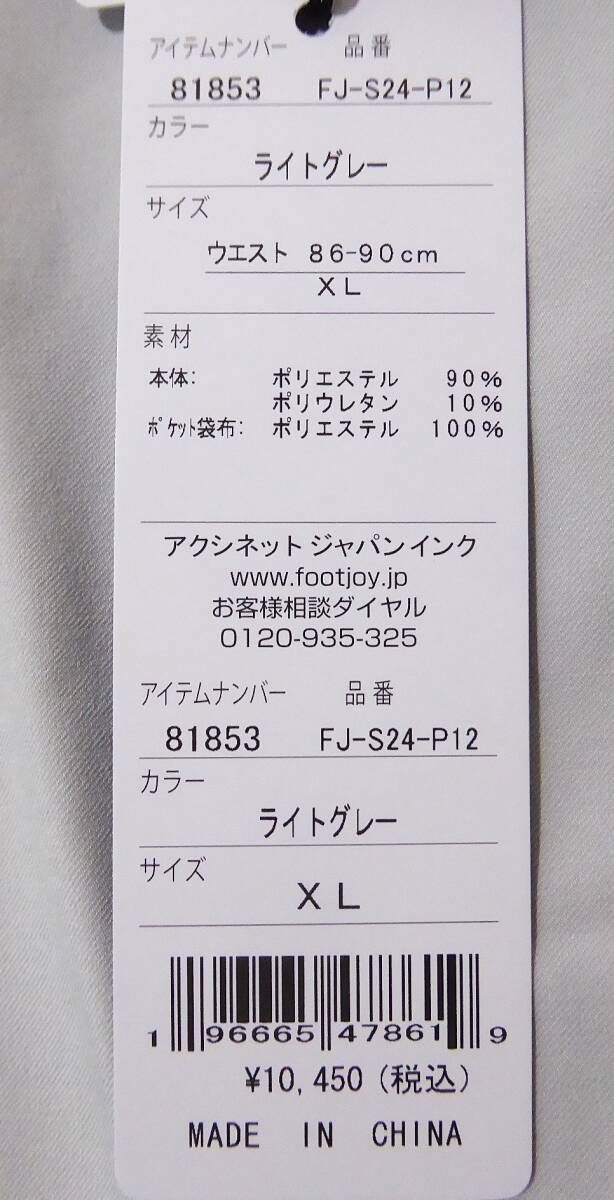 アイテムナンバー 品番
81853 FJ-S24-P12
カラー
ライトグレー
サイズ
ウエスト 86-90cm
XL
素材
本体: ポリエステル 90%
ポリウレタン 10%
ﾎﾟｹｯﾄ袋布: ポリエステル 100%
アクシネット ジャパン インク
www.footjoy.jp
お客様相談ダイヤル
0120-935-325
アイテムナンバー 品番
81853 FJ-S24-P12
カラー
ライトグレー
サイズ
XL
1 96665 47861 9
¥10,450(税込)
MADE IN CHINA